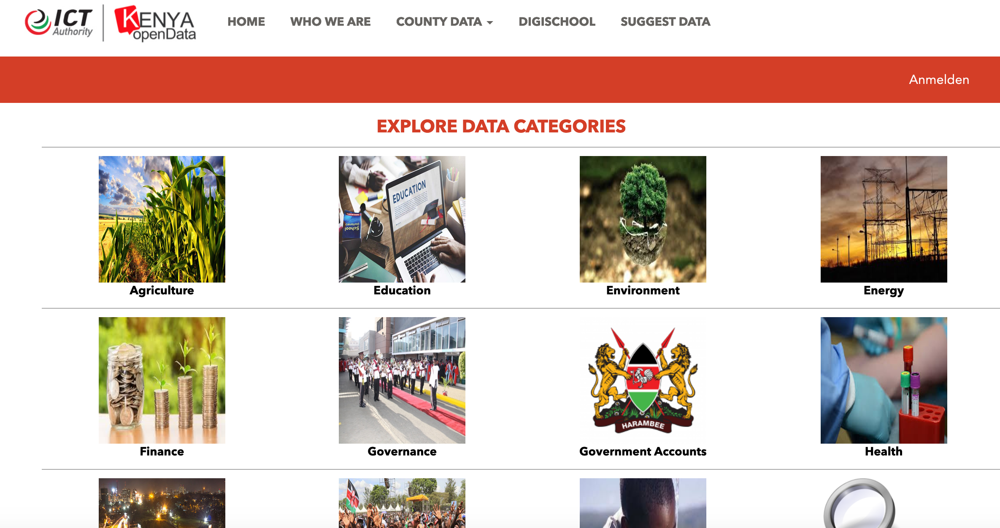 ICT
Authority
KENYA
openData
HOME
WHO WE ARE
COUNTY DATA
DIGISCHOOL
SUGGEST DATA
Anmelden
EXPLORE DATA CATEGORIES
EDUCATION
School
Dictionary
Agriculture
Education
Environment
Energy
HARAMBEE
Finance
Governance
Government Accounts
Health